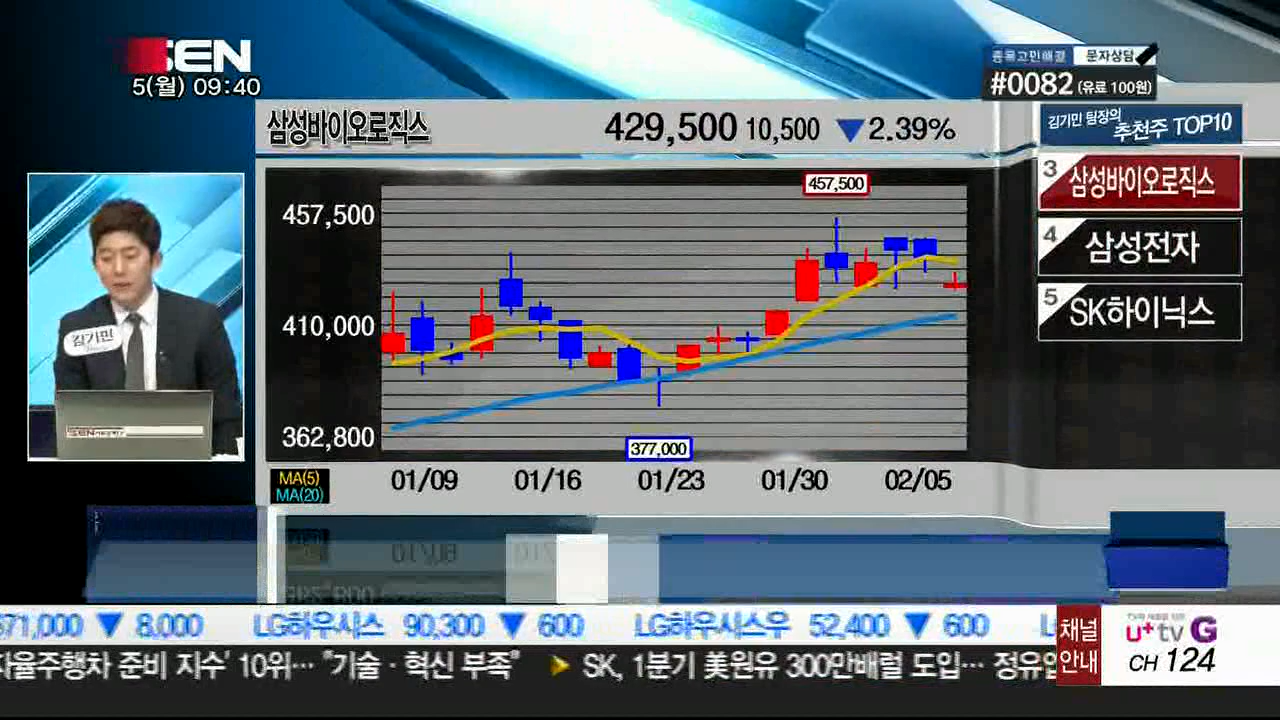 SEN
5(월) 09:40
종목고민해결 문자상담
#0082 (유료 100원)
삼성바이오로직스 429,500 10,500 ▼2.39%
김기민 팀장의
추천주 TOP10
3 삼성바이오로직스
4 삼성전자
5 SK하이닉스
457,500
457,500
410,000
362,800
377,000
김기민
SEN
MA(5)
MA(20)
01/09 01/16 01/23 01/30 02/05
671,000 ▼ 8,000 LG하우시스 90,300 ▼ 600 LG하우시스우 52,400 ▼ 600
자율주행차 준비 지수' 10위… "기술·혁신 부족" ▶ SK, 1분기 美원유 300만배럴 도입… 정유업
채널
안내
u+tv G
CH 124